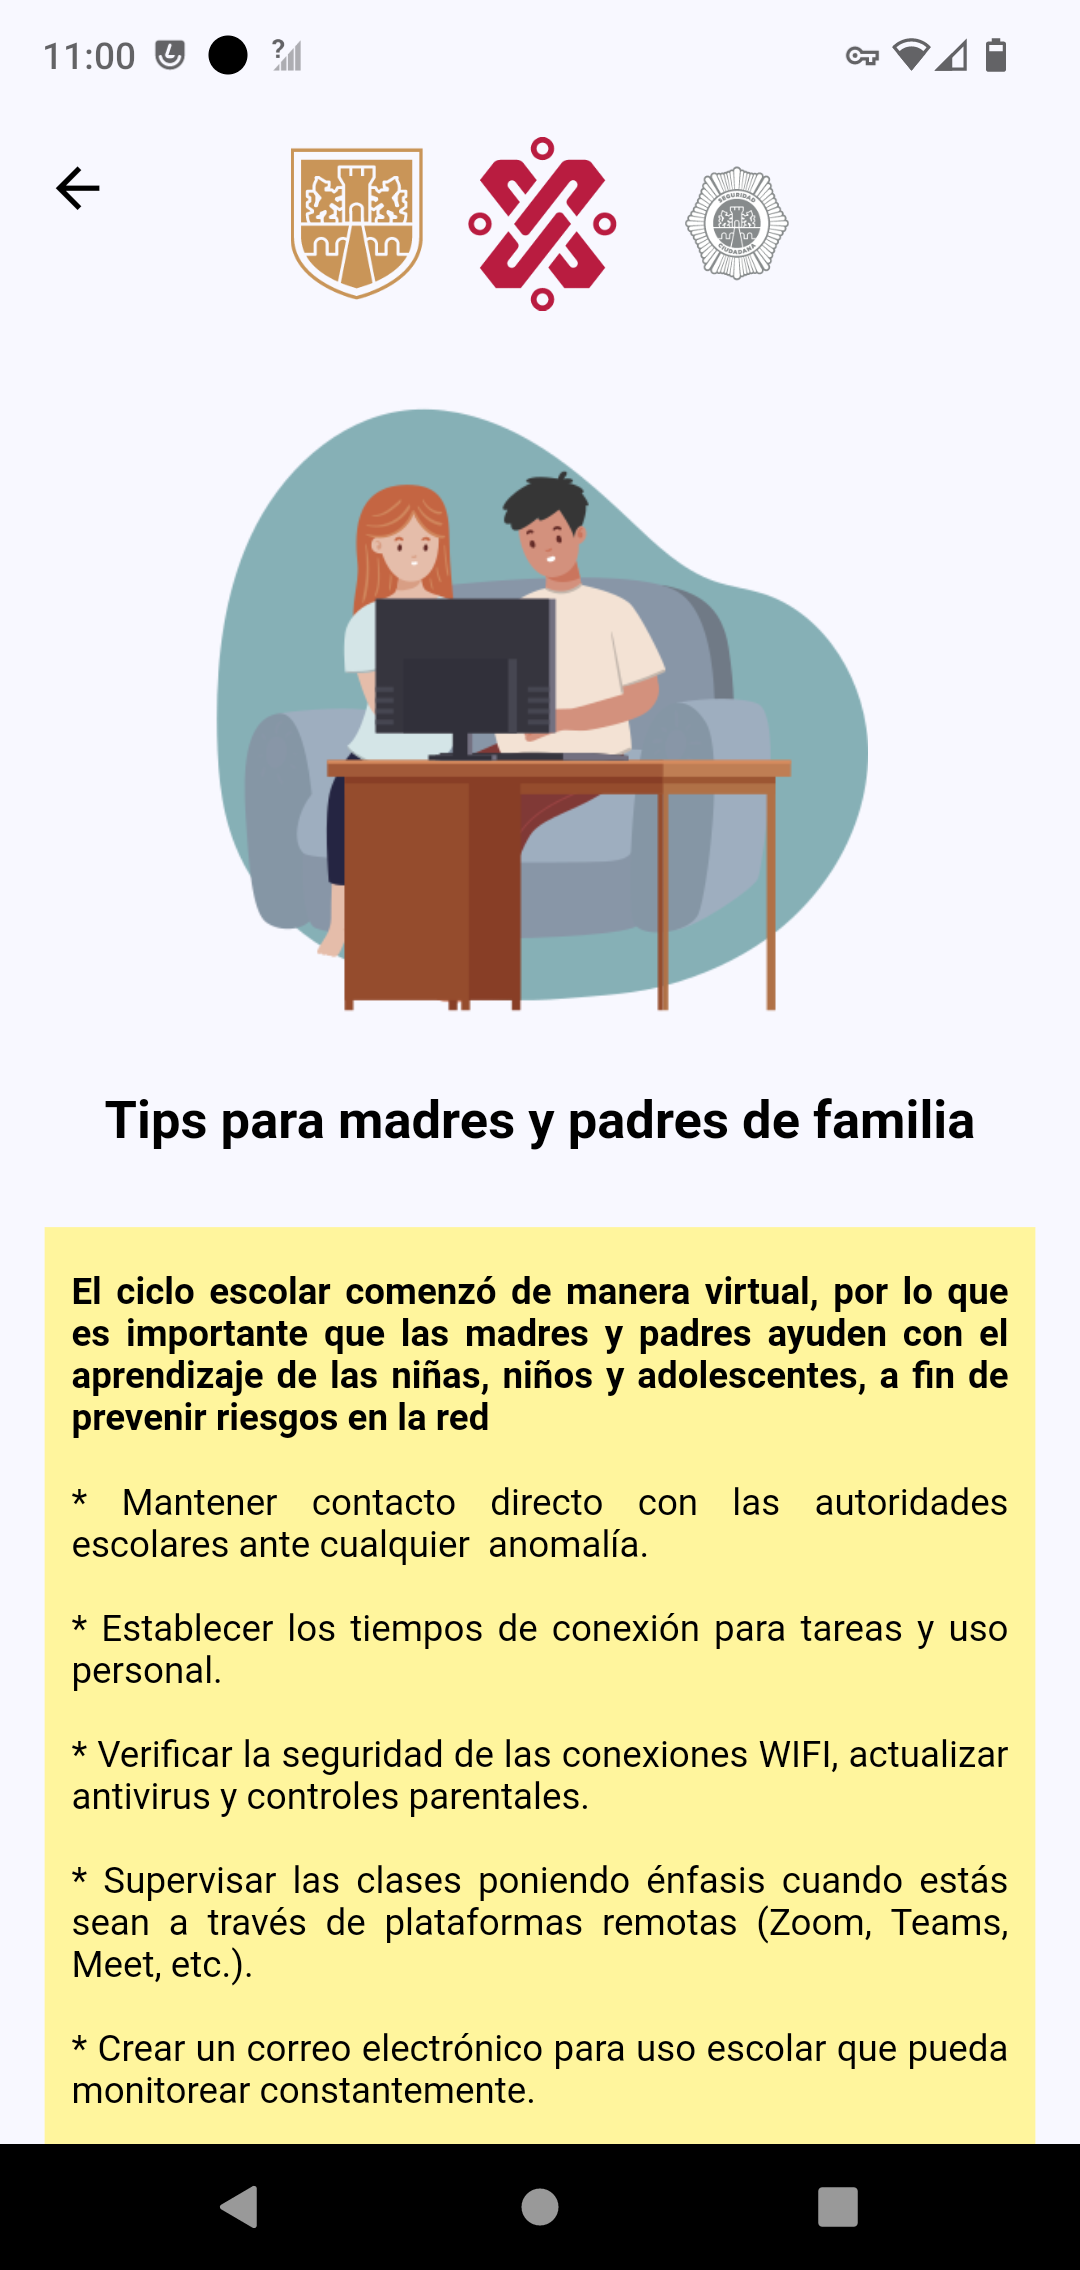 11:00
?
SEGURIDAD
CIUDADANA
Tips para madres y padres de familia
El ciclo escolar comenzó de manera virtual, por lo que
es importante que las madres y padres ayuden con el
aprendizaje de las niñas, niños y adolescentes, a fin de
prevenir riesgos en la red
* Mantener contacto directo con las autoridades
escolares ante cualquier  anomalía.
* Establecer los tiempos de conexión para tareas y uso
personal.
* Verificar la seguridad de las conexiones WIFI, actualizar
antivirus y controles parentales.
* Supervisar las clases poniendo énfasis cuando estás
sean a través de plataformas remotas (Zoom, Teams,
Meet, etc.).
* Crear un correo electrónico para uso escolar que pueda
monitorear constantemente.